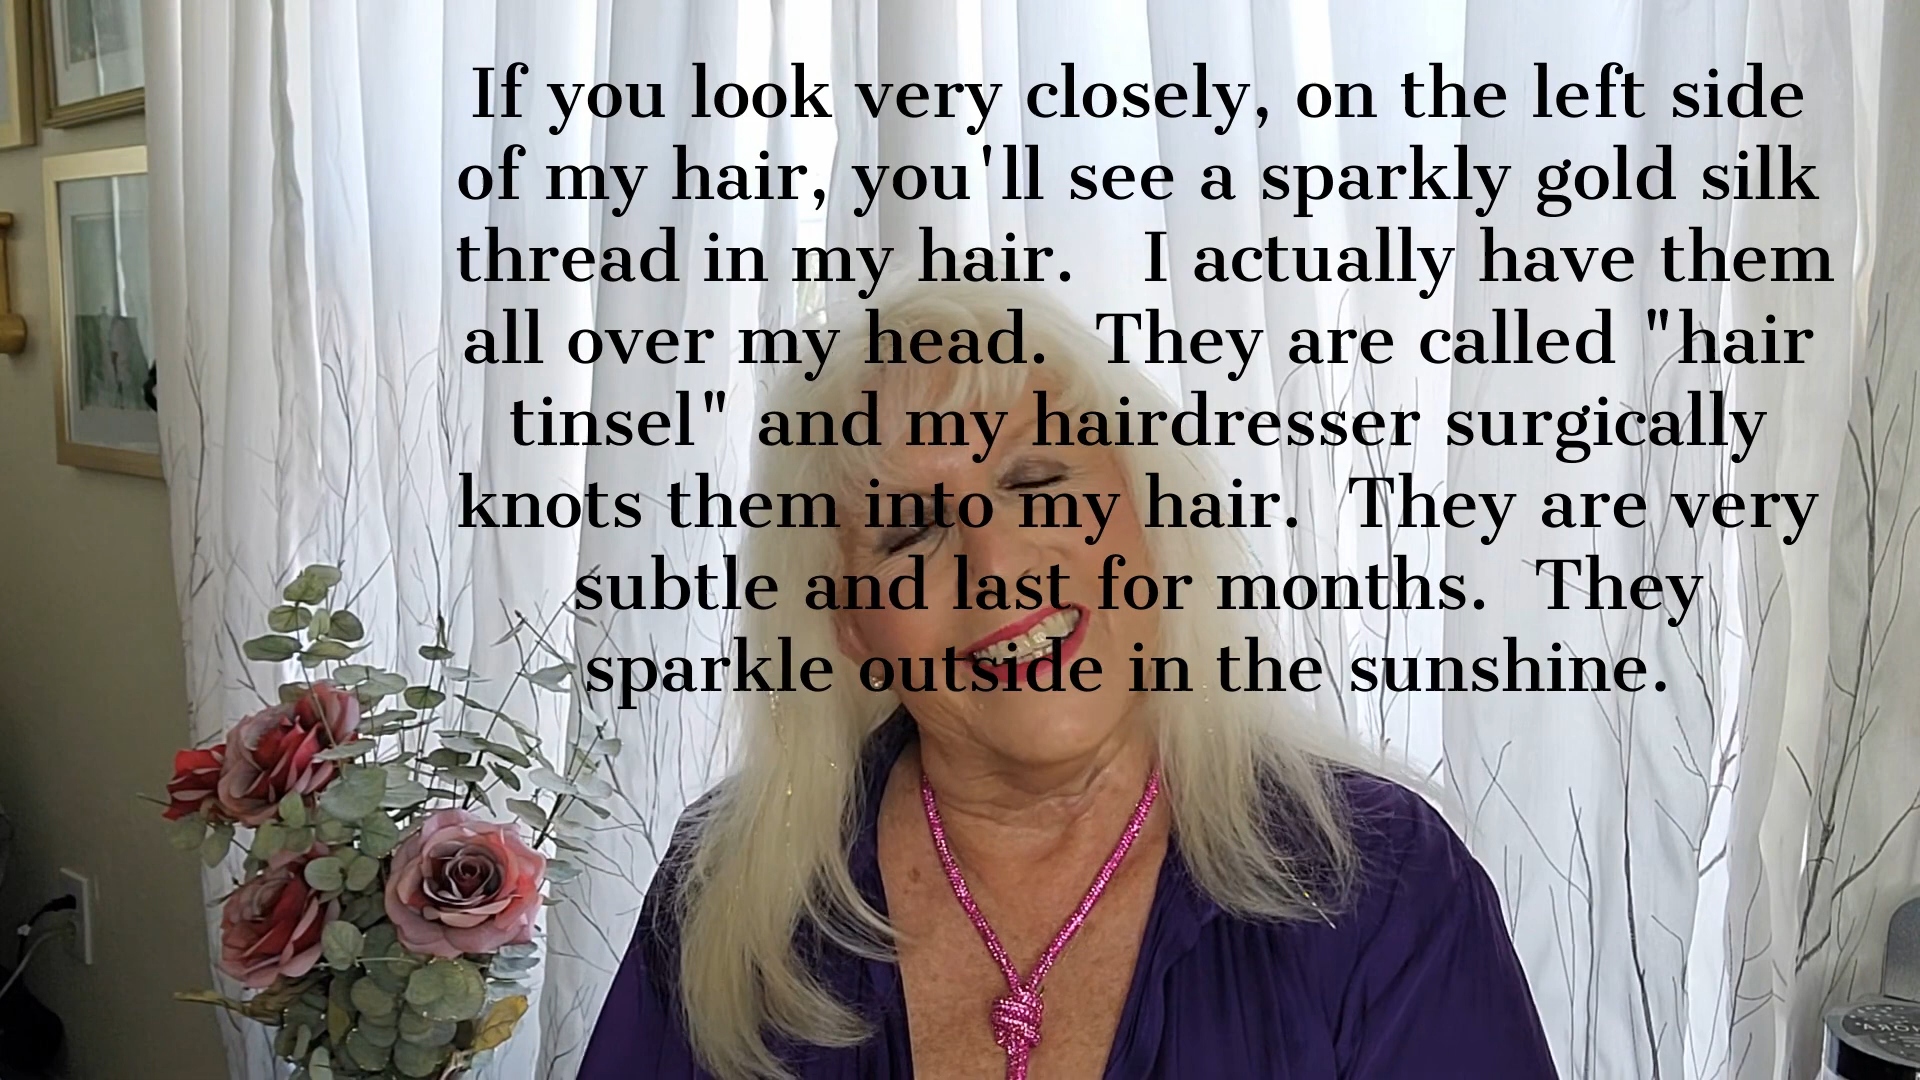 If you look very closely, on the left side
of my hair, you'll see a sparkly gold silk
thread in my hair.   I actually have them
all over my head.  They are called "hair
tinsel" and my hairdresser surgically
knots them into my hair.  They are very
subtle and last for months.  They
sparkle outside in the sunshine.